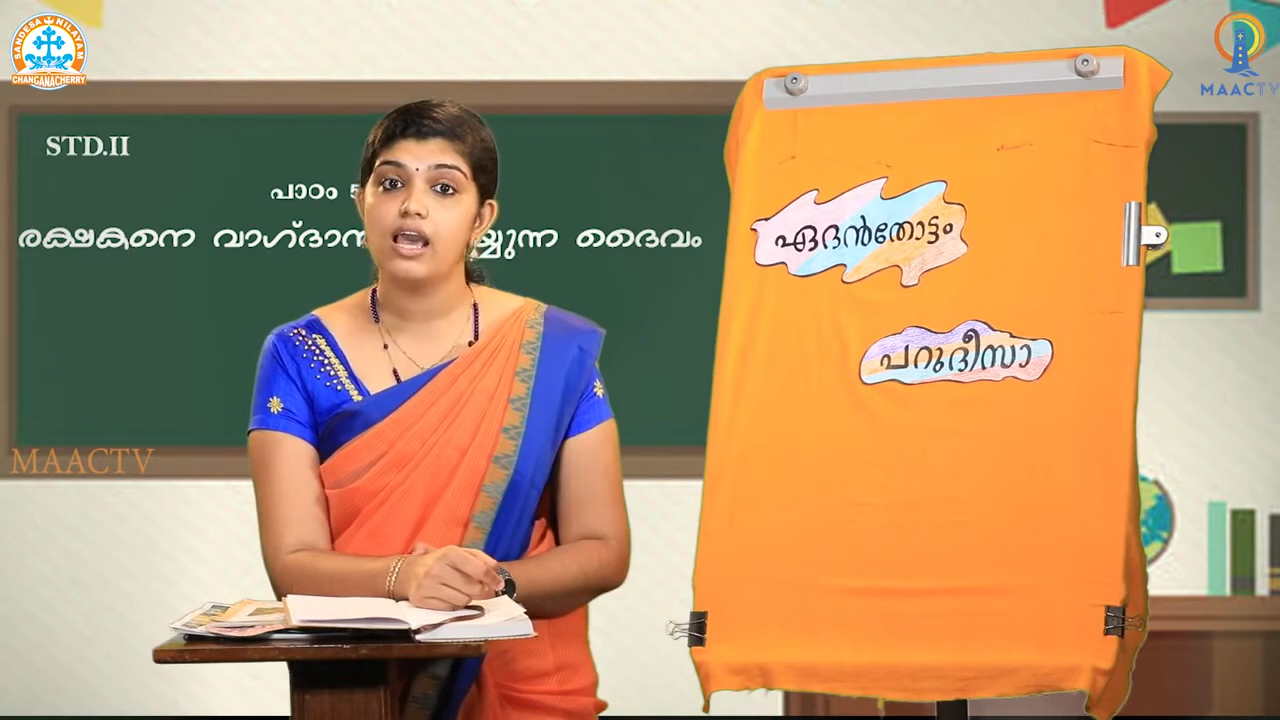 SANDESA NILAYAM
CHANGANACHERRY
MAACTV
STD.II
പാഠം 5
രക്ഷകനെ വാഗ്ദാന യ്യുന്ന ദൈവം
ഏദൻതോട്ടം
പറുദീസാ
MAACTV